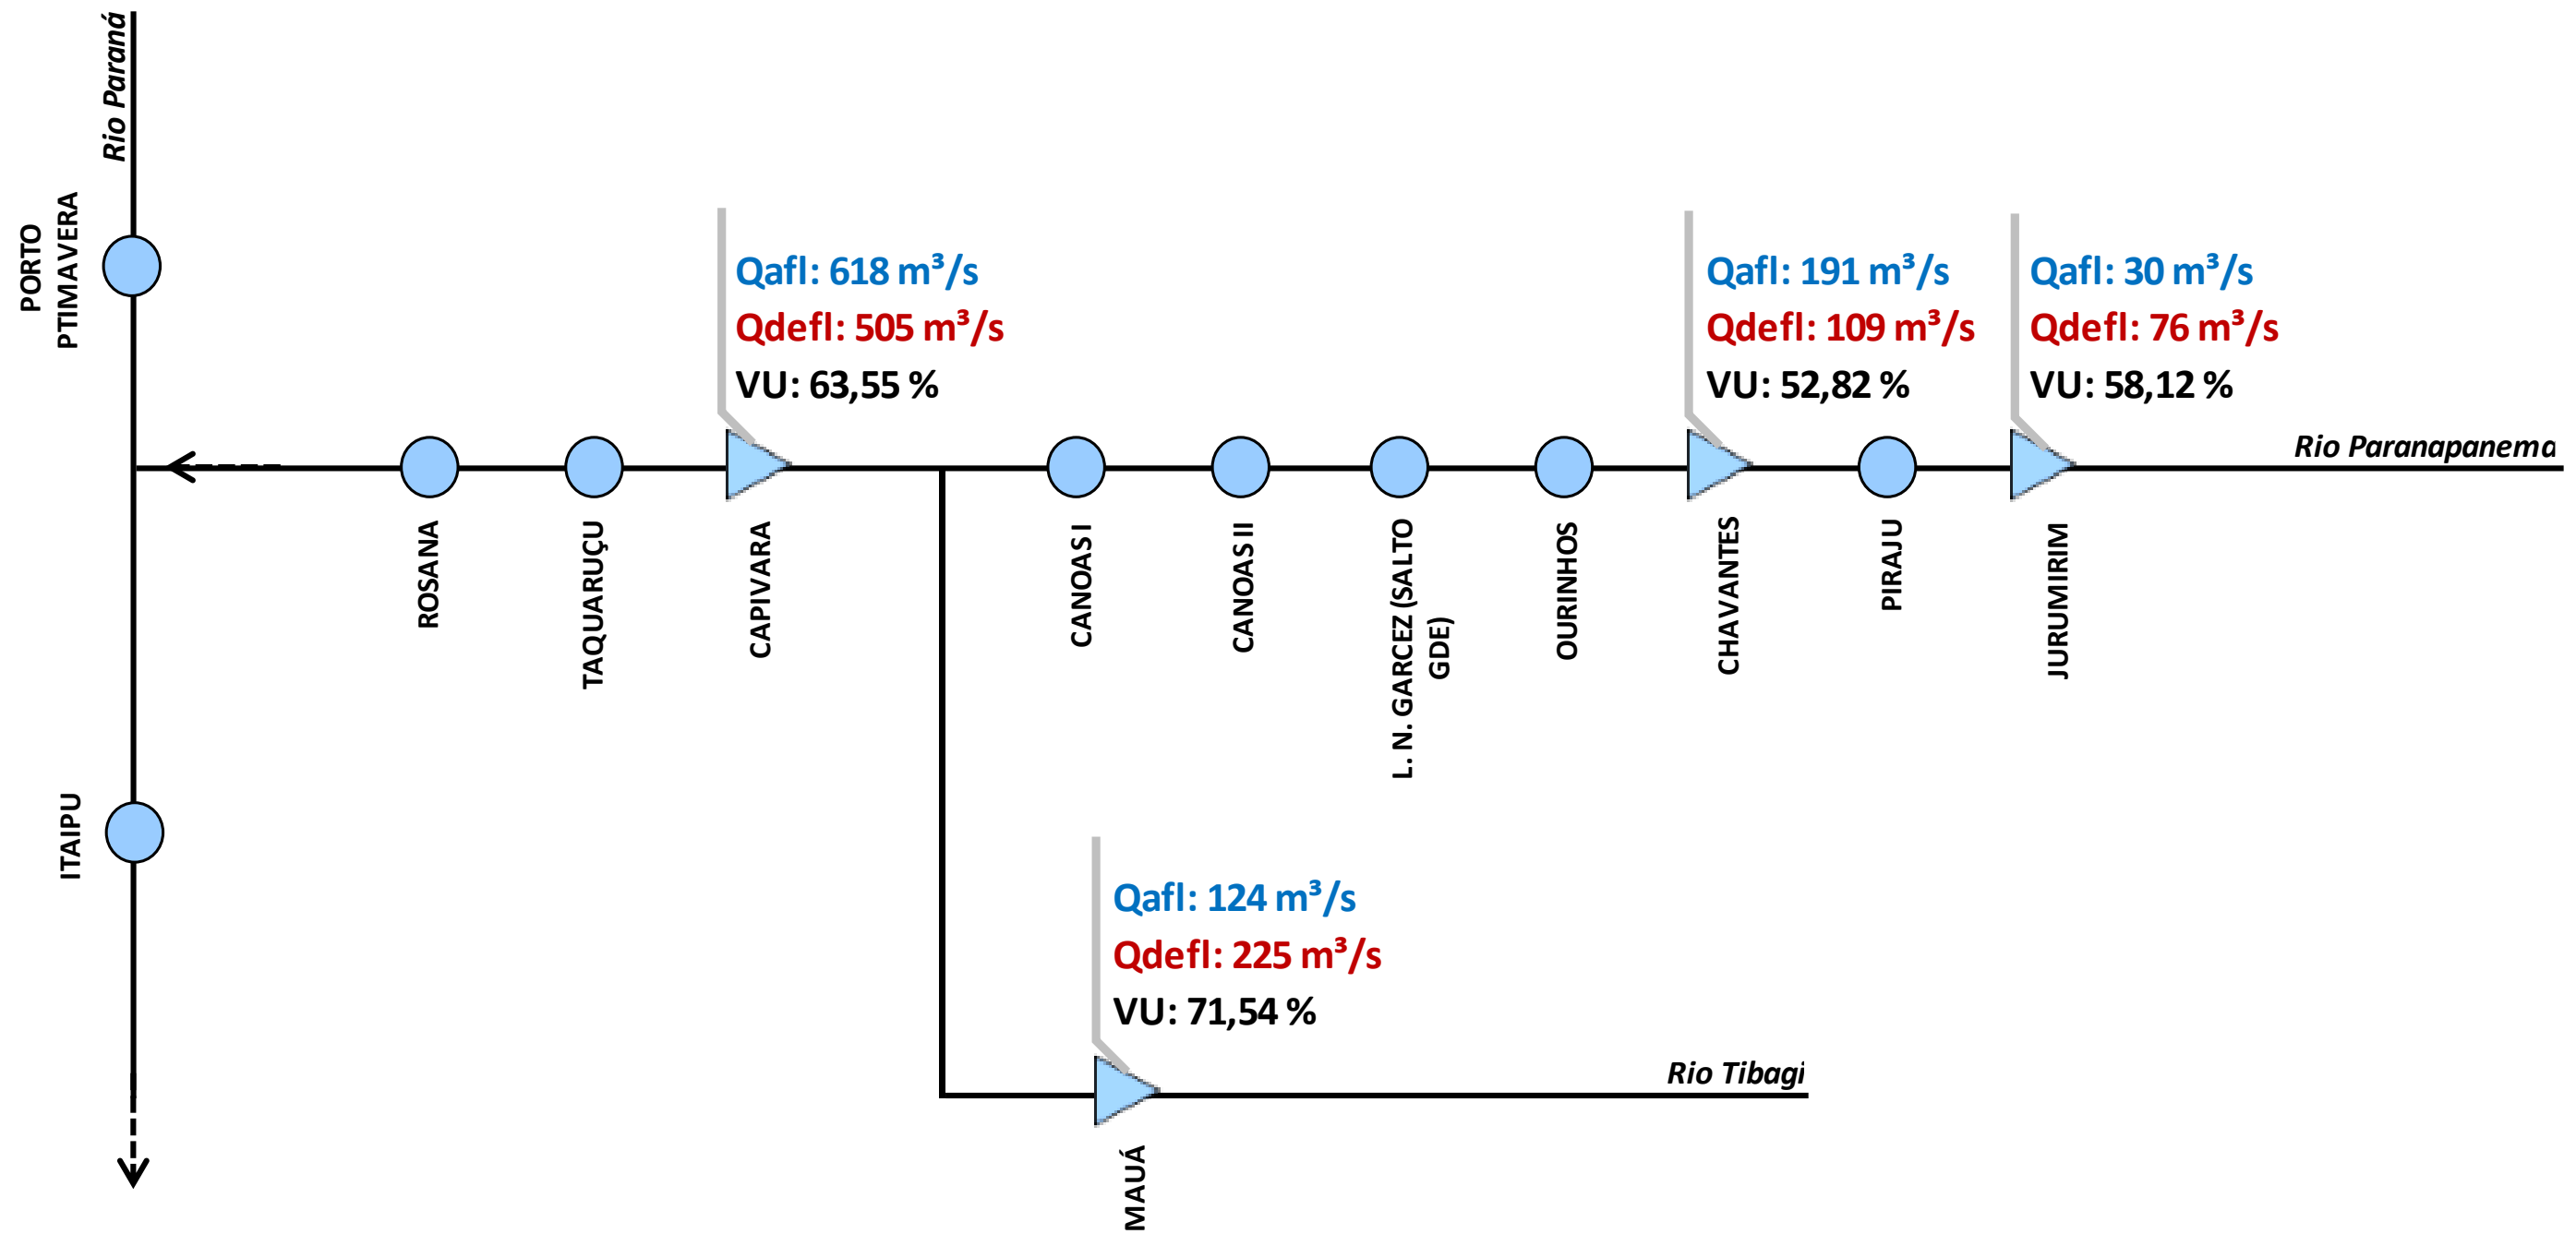 Rio Paraná
PORTO
PTIMAVERA
Qafl: 618 m³/s
Qdefl: 505 m³/s
VU: 63,55 %
Qafl: 191 m³/s
Qdefl: 109 m³/s
VU: 52,82 %
Qafl: 30 m³/s
Qdefl: 76 m³/s
VU: 58,12 %
Rio Paranapanema
ROSANA
TAQUARUÇU
CAPIVARA
CANOAS I
CANOAS II
L. N. GARCEZ (SALTO
GDE)
OURINHOS
CHAVANTES
PIRAJU
JURUMIRIM
ITAIPU
Qafl: 124 m³/s
Qdefl: 225 m³/s
VU: 71,54 %
Rio Tibagi
MAUÁ